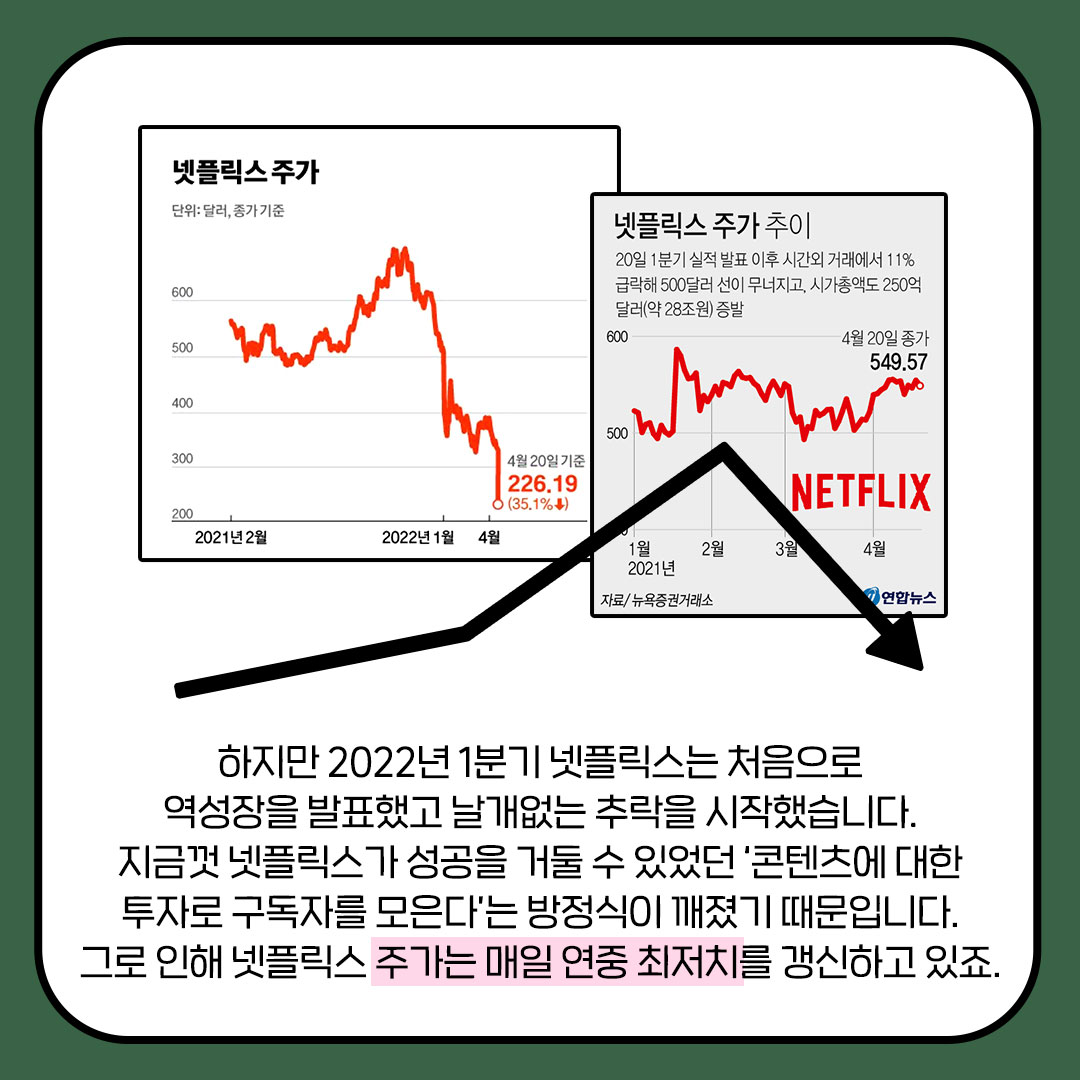 넷플릭스 주가
단위: 달러, 종가 기준
600
500
400
300
200
4월 20일 기준
226.19
(35.1%⬇)
2021년 2월
2022년 1월
4월
넷플릭스 주가 추이
20일 1분기 실적 발표 이후 시간외 거래에서 11%
급락해 500달러 선이 무너지고, 시가총액도 250억
달러(약 28조원) 증발
600
4월 20일 종가
549.57
500
NETFLIX
0
1월
2월
3월
4월
2021년
자료/ 뉴욕증권거래소
연합뉴스
하지만 2022년 1분기 넷플릭스는 처음으로
역성장을 발표했고 날개없는 추락을 시작했습니다.
지금껏 넷플릭스가 성공을 거둘 수 있었던 ‘콘텐츠에 대한
투자로 구독자를 모은다’는 방정식이 깨졌기 때문입니다.
그로 인해 넷플릭스 주가는 매일 연중 최저치를 갱신하고 있죠.